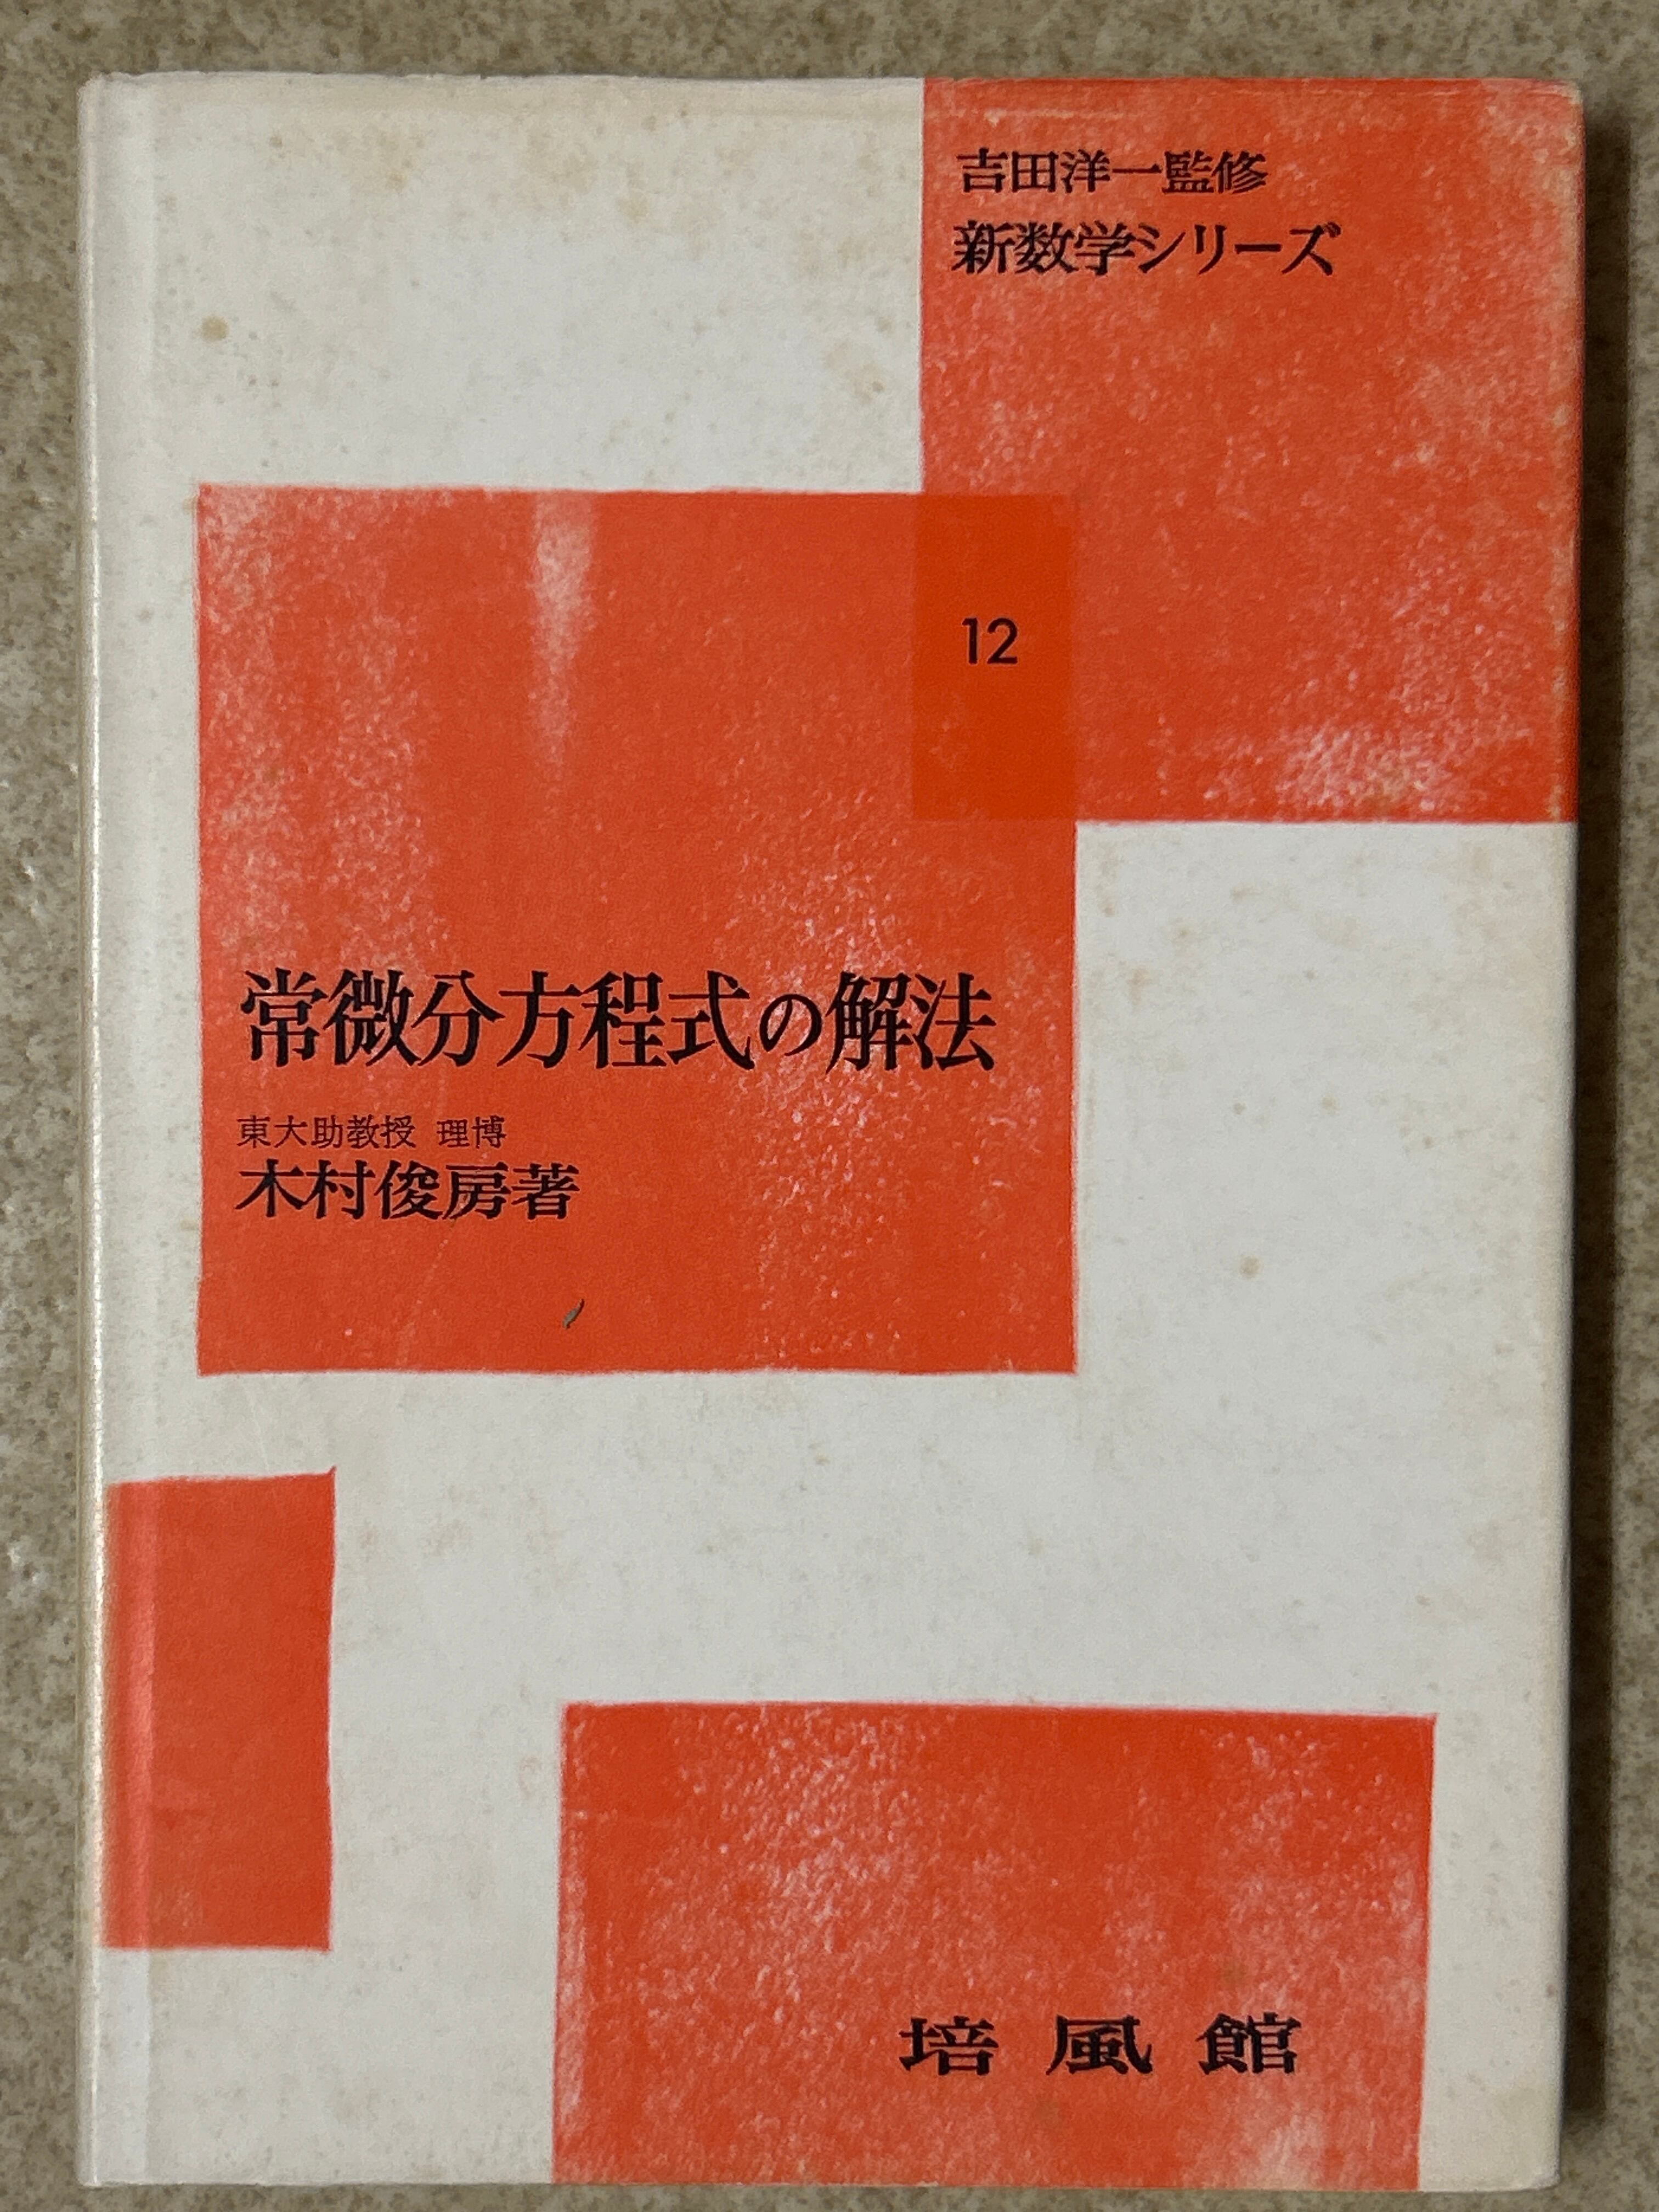 吉田洋一監修
新数学シリーズ
12
常微分方程式の解法
東大助教授 理博
木村俊房著
培風館